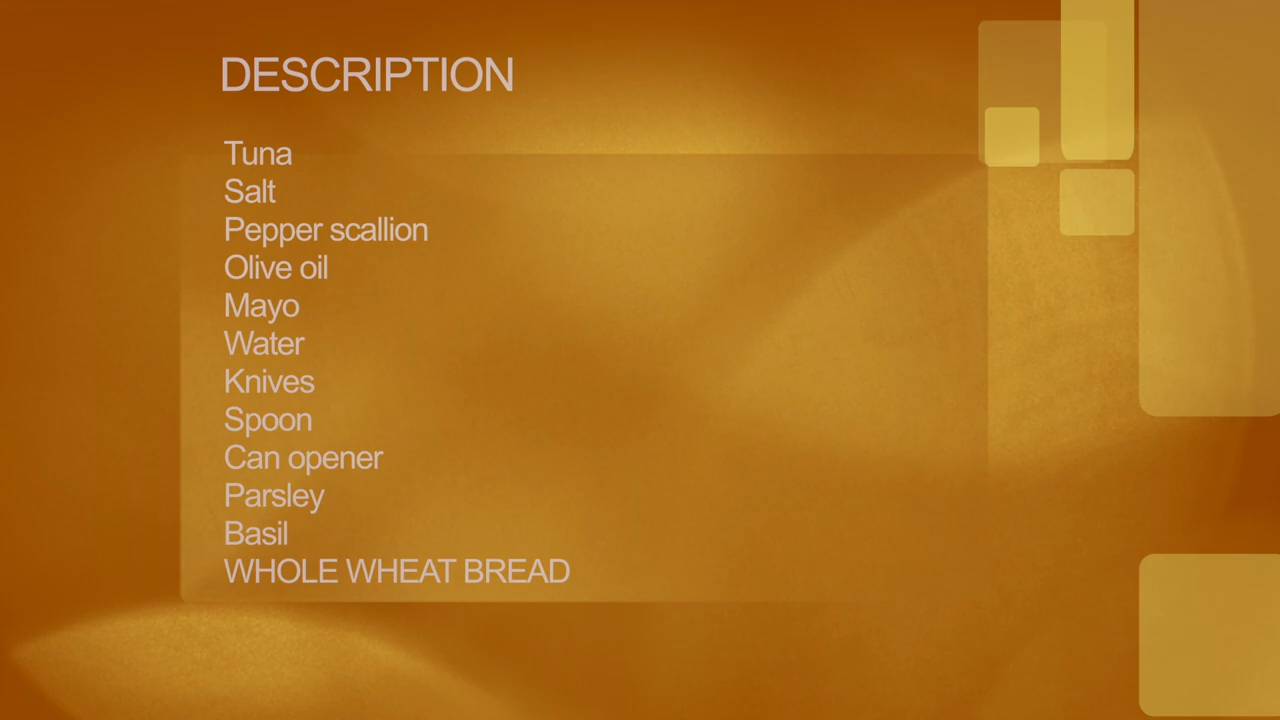 DESCRIPTION
Tuna
Salt
Pepper scallion
Olive oil
Mayo
Water
Knives
Spoon
Can opener
Parsley
Basil
WHOLE WHEAT BREAD